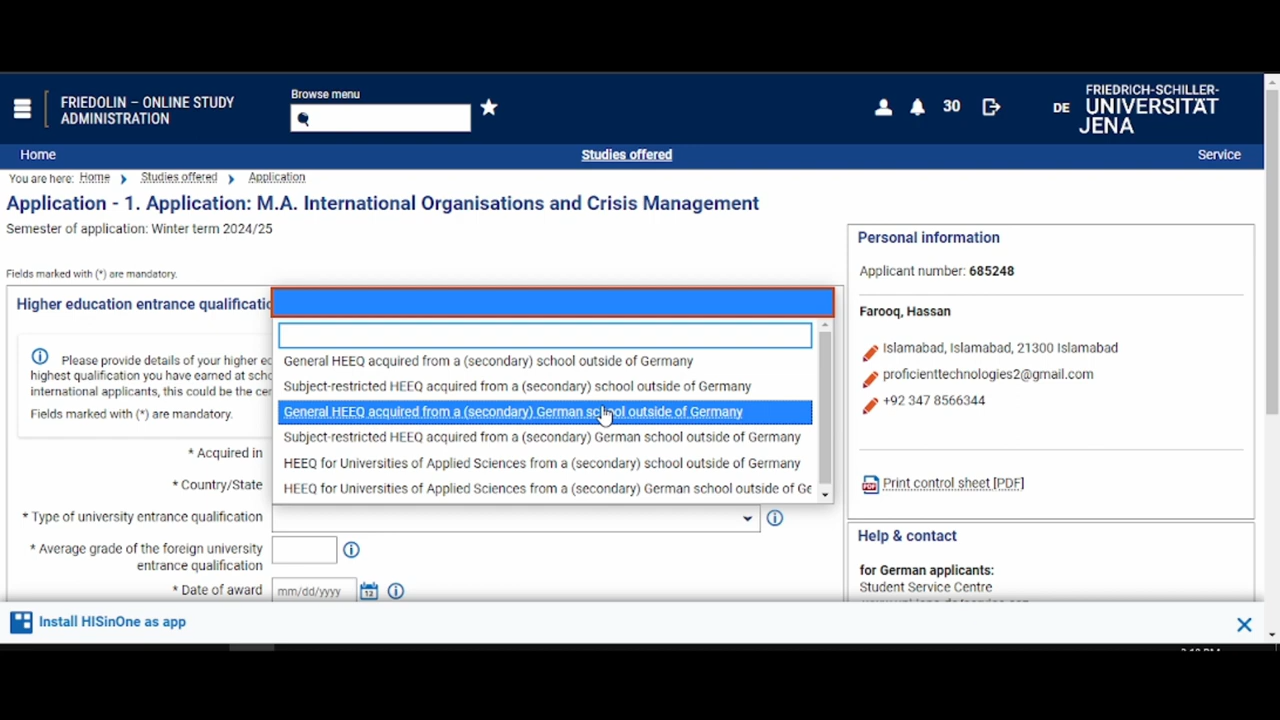 FRIEDOLIN – ONLINE STUDY
ADMINISTRATION
Browse menu
30
DE
FRIEDRICH-SCHILLER-
UNIVERSITÄT
JENA
Home
Studies offered
Service
You are here: Home
Studies offered
Application
Application - 1. Application: M.A. International Organisations and Crisis Management
Semester of application: Winter term 2024/25
Fields marked with (*) are mandatory.
Higher education entrance qualificatio
Please provide details of your higher ec
highest qualification you have earned at scho
international applicants, this could be the cer
Fields marked with (*) are mandatory.
General HEEQ acquired from a (secondary) school outside of Germany
Subject-restricted HEEQ acquired from a (secondary) school outside of Germany
General HEEQ acquired from a (secondary) German school outside of Germany
Subject-restricted HEEQ acquired from a (secondary) German school outside of Germany
HEEQ for Universities of Applied Sciences from a (secondary) school outside of Germany
HEEQ for Universities of Applied Sciences from a (secondary) German school outside of Ge
* Acquired in
* Country/State
* Type of university entrance qualification
* Average grade of the foreign university
entrance qualification
* Date of award
mm/dd/yyyy
12
Personal information
Applicant number: 685248
Farooq, Hassan
Islamabad, Islamabad, 21300 Islamabad
proficienttechnologies2@gmail.com
+92 347 8566344
PDF
Print control sheet [PDF]
Help & contact
for German applicants:
Student Service Centre
Install HISinOne as app